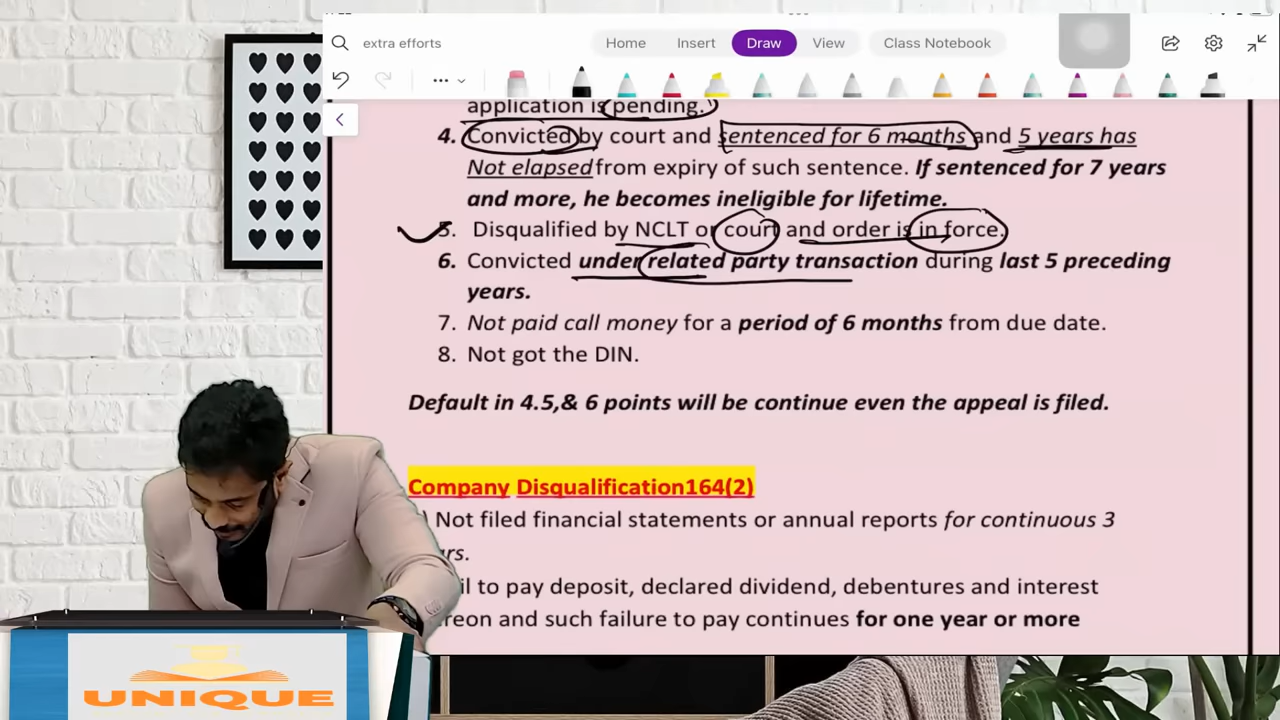 extra efforts
Home Insert Draw View Class Notebook
application is pending.
4. Convicted by court and sentenced for 6 months and 5 years has
Not elapsed from expiry of such sentence. If sentenced for 7 years
and more, he becomes ineligible for lifetime.
5. Disqualified by NCLT or court and order is in force.
6. Convicted under related party transaction during last 5 preceding
years.
7. Not paid call money for a period of 6 months from due date.
8. Not got the DIN.
Default in 4.5,& 6 points will be continue even the appeal is filed.
Company Disqualification164(2)
Not filed financial statements or annual reports for continuous 3
to pay deposit, declared dividend, debentures and interest
and such failure to pay continues for one year or more
UNIQUE